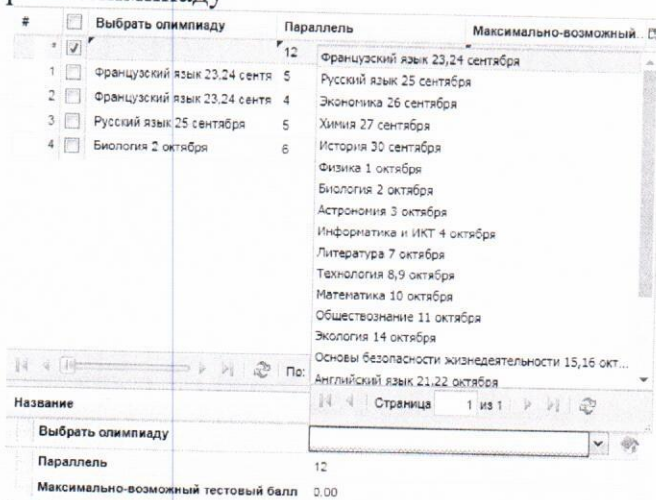 # Выбрать олимпиаду Параллель Максимально-возможный..
* 12
1 Французский язык 23,24 сентя 5
2 Французский язык 23,24 сентя 4
3 Русский язык 25 сентября 5
4 Биология 2 октября 6
Французский язык 23,24 сентября
Русский язык 25 сентября
Экономика 26 сентября
Химия 27 сентября
История 30 сентября
Физика 1 октября
Биология 2 октября
Астрономия 3 октября
Информатика и ИКТ 4 октября
Литература 7 октября
Технология 8,9 октября
Математика 10 октября
Обществознание 11 октября
Экология 14 октября
Основы безопасности жизнедеятельности 15,16 окт...
Английский язык 21,22 октября
По:
Страница 1 из 1
Название
Выбрать олимпиаду
Параллель 12
Максимально-возможный тестовый балл 0.00